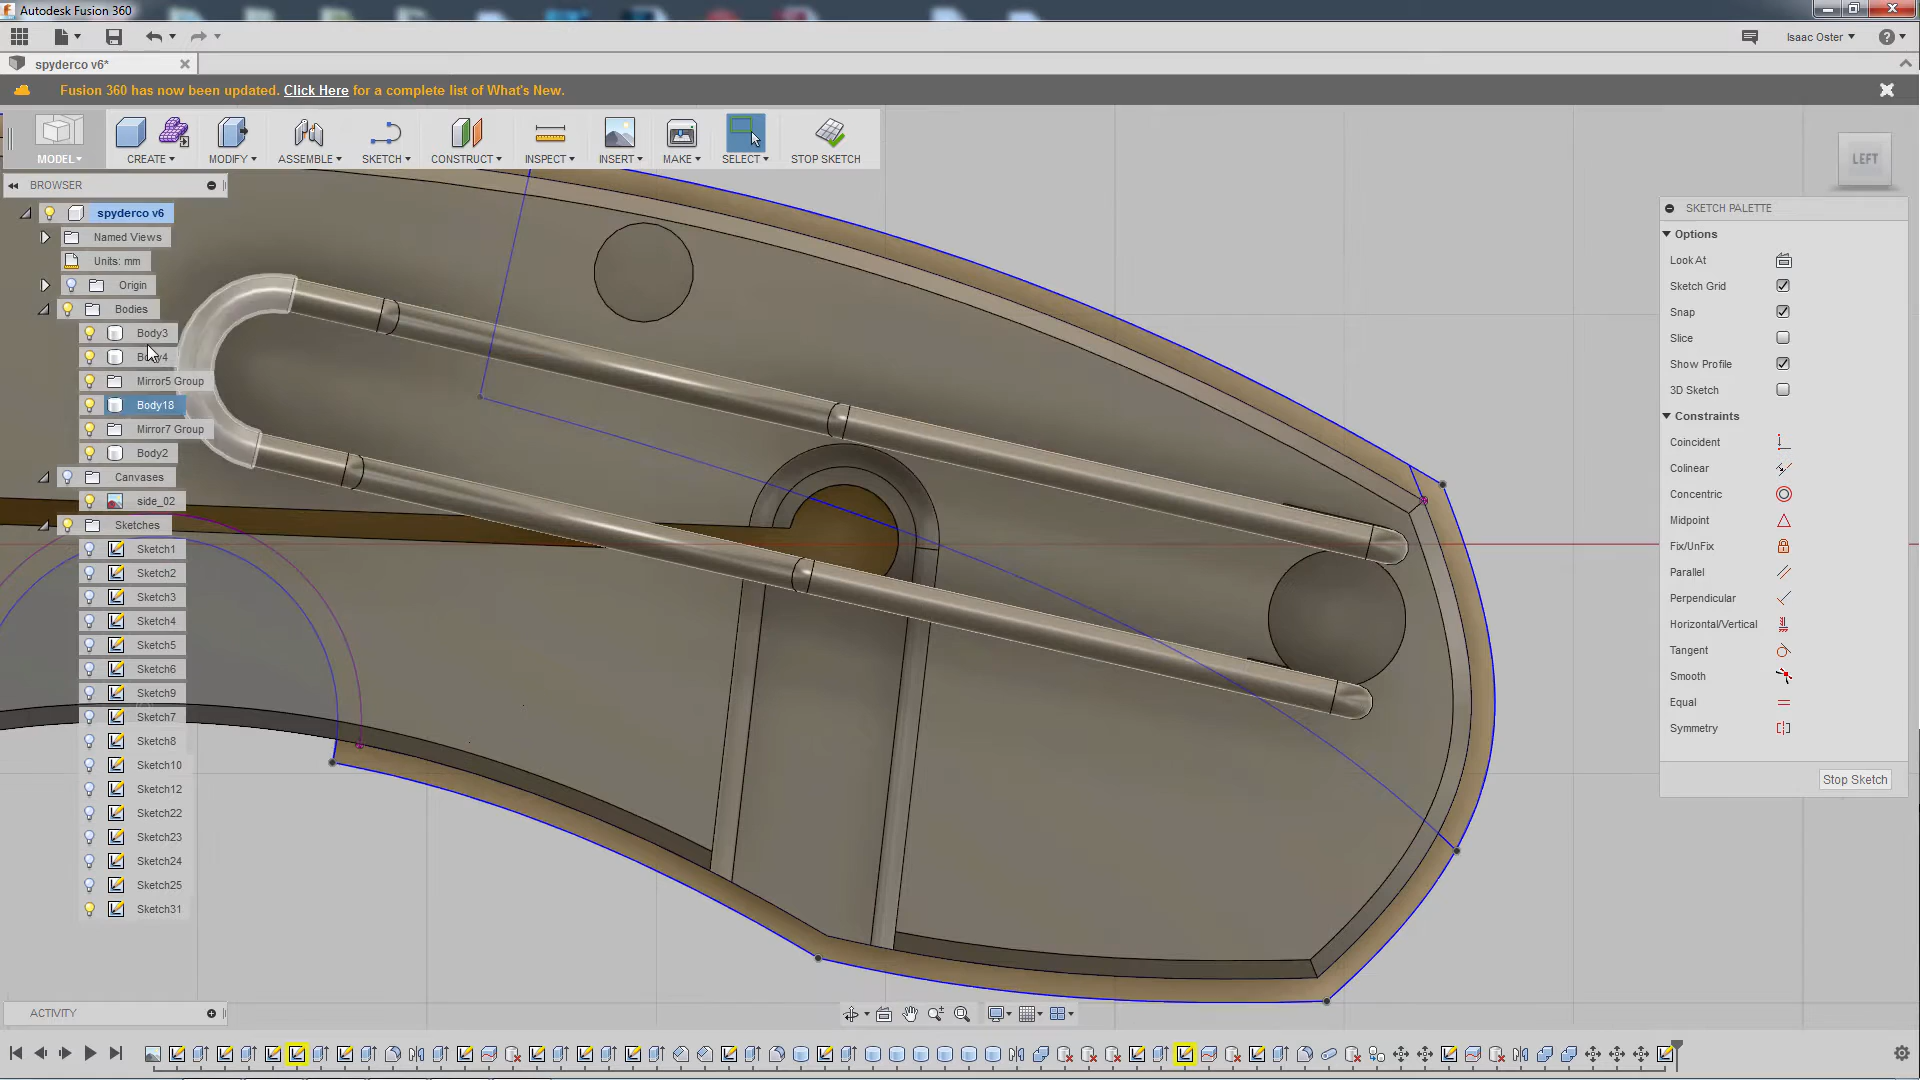 Autodesk Fusion 360
Isaac Oster
spyderco v6*
Fusion 360 has now been updated. Click Here for a complete list of What's New.
MODEL
CREATE
MODIFY
ASSEMBLE
SKETCH
CONSTRUCT
INSPECT
INSERT
MAKE
SELECT
STOP SKETCH
LEFT
BROWSER
spyderco v6
Named Views
Units: mm
Origin
Bodies
Body3
Body4
Mirror5 Group
Body18
Mirror7 Group
Body2
Canvases
side_02
Sketches
Sketch1
Sketch2
Sketch3
Sketch4
Sketch5
Sketch6
Sketch9
Sketch7
Sketch8
Sketch10
Sketch12
Sketch22
Sketch23
Sketch24
Sketch25
Sketch31
SKETCH PALETTE
Options
Look At
Sketch Grid
Snap
Slice
Show Profile
3D Sketch
Constraints
Coincident
Colinear
Concentric
Midpoint
Fix/UnFix
Parallel
Perpendicular
Horizontal/Vertical
Tangent
Smooth
Equal
Symmetry
Stop Sketch
ACTIVITY